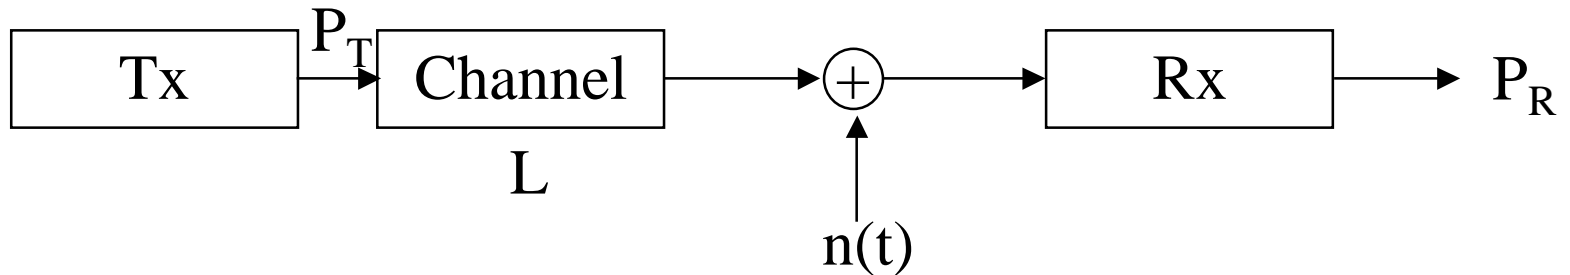 Tx
P_T
Channel
L
+
n(t)
Rx
P_R